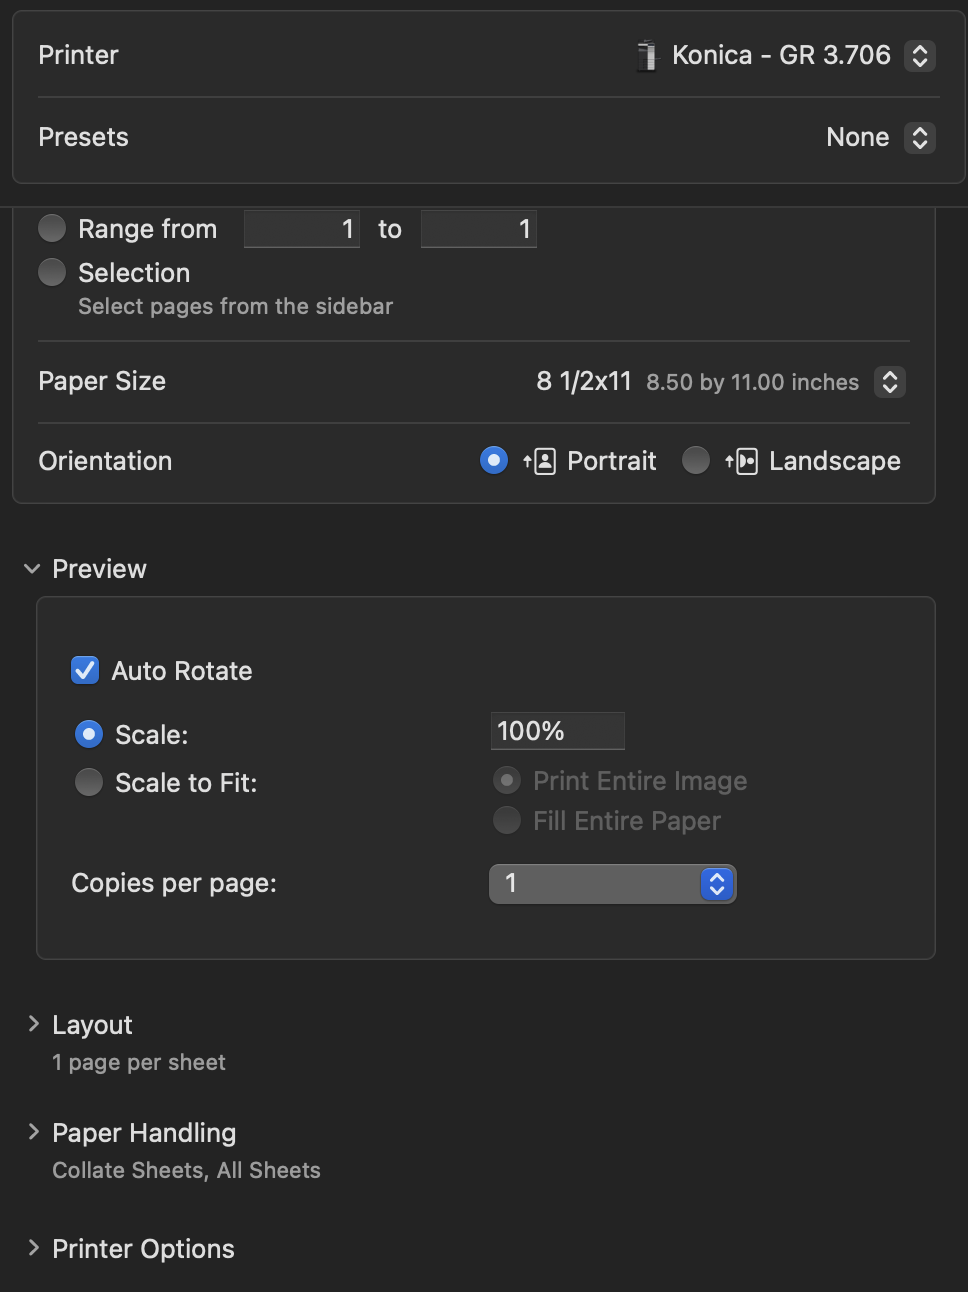 Printer Konica - GR 3.706
Presets None
Range from 1 to 1
Selection
Select pages from the sidebar
Paper Size 8 1/2x11 8.50 by 11.00 inches
Orientation Portrait Landscape
Preview
Auto Rotate
Scale: 100%
Scale to Fit: Print Entire Image
Fill Entire Paper
Copies per page: 1
Layout
1 page per sheet
Paper Handling
Collate Sheets, All Sheets
Printer Options